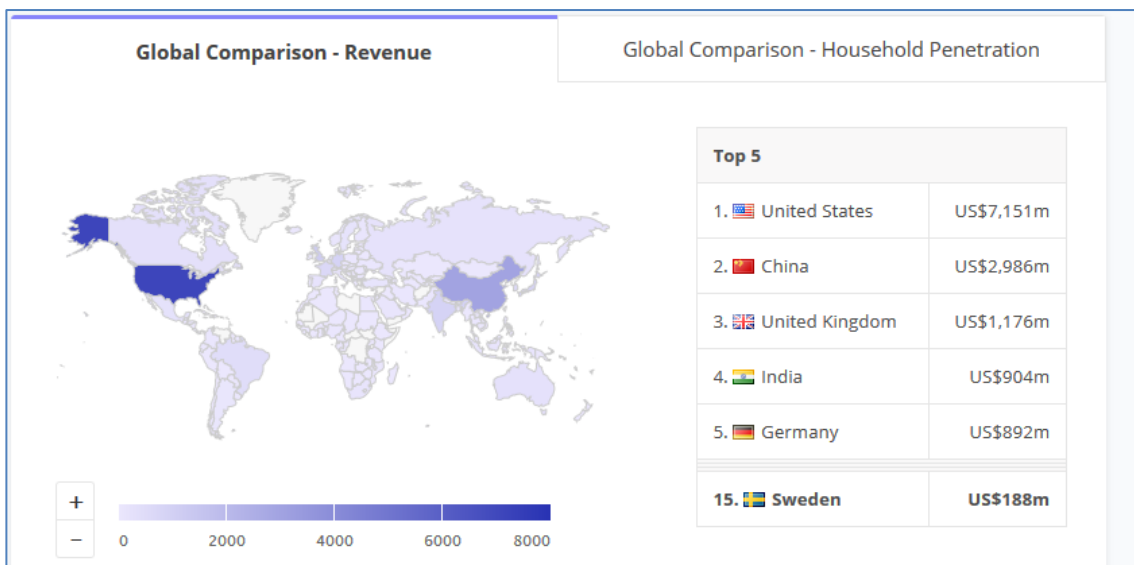 Global Comparison - Revenue
Global Comparison - Household Penetration
Top 5
1. United States US$7,151m
2. China US$2,986m
3. United Kingdom US$1,176m
4. India US$904m
5. Germany US$892m
15. Sweden US$188m
+
−
0 2000 4000 6000 8000